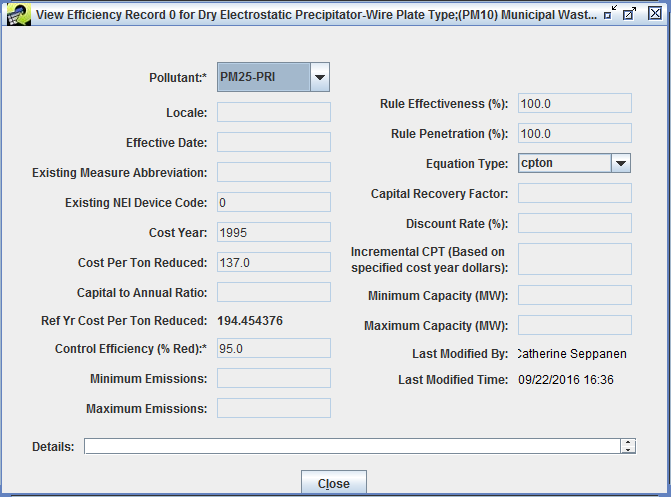 View Efficiency Record 0 for Dry Electrostatic Precipitator-Wire Plate Type;(PM10) Municipal Wast...
Pollutant:* PM25-PRI
Locale:
Effective Date:
Existing Measure Abbreviation:
Existing NEI Device Code: 0
Cost Year: 1995
Cost Per Ton Reduced: 137.0
Capital to Annual Ratio:
Ref Yr Cost Per Ton Reduced: 194.454376
Control Efficiency (% Red):* 95.0
Minimum Emissions:
Maximum Emissions:
Rule Effectiveness (%): 100.0
Rule Penetration (%): 100.0
Equation Type: cpton
Capital Recovery Factor:
Discount Rate (%):
Incremental CPT (Based on
specified cost year dollars):
Minimum Capacity (MW):
Maximum Capacity (MW):
Last Modified By: Catherine Seppanen
Last Modified Time: 09/22/2016 16:36
Details:
Close